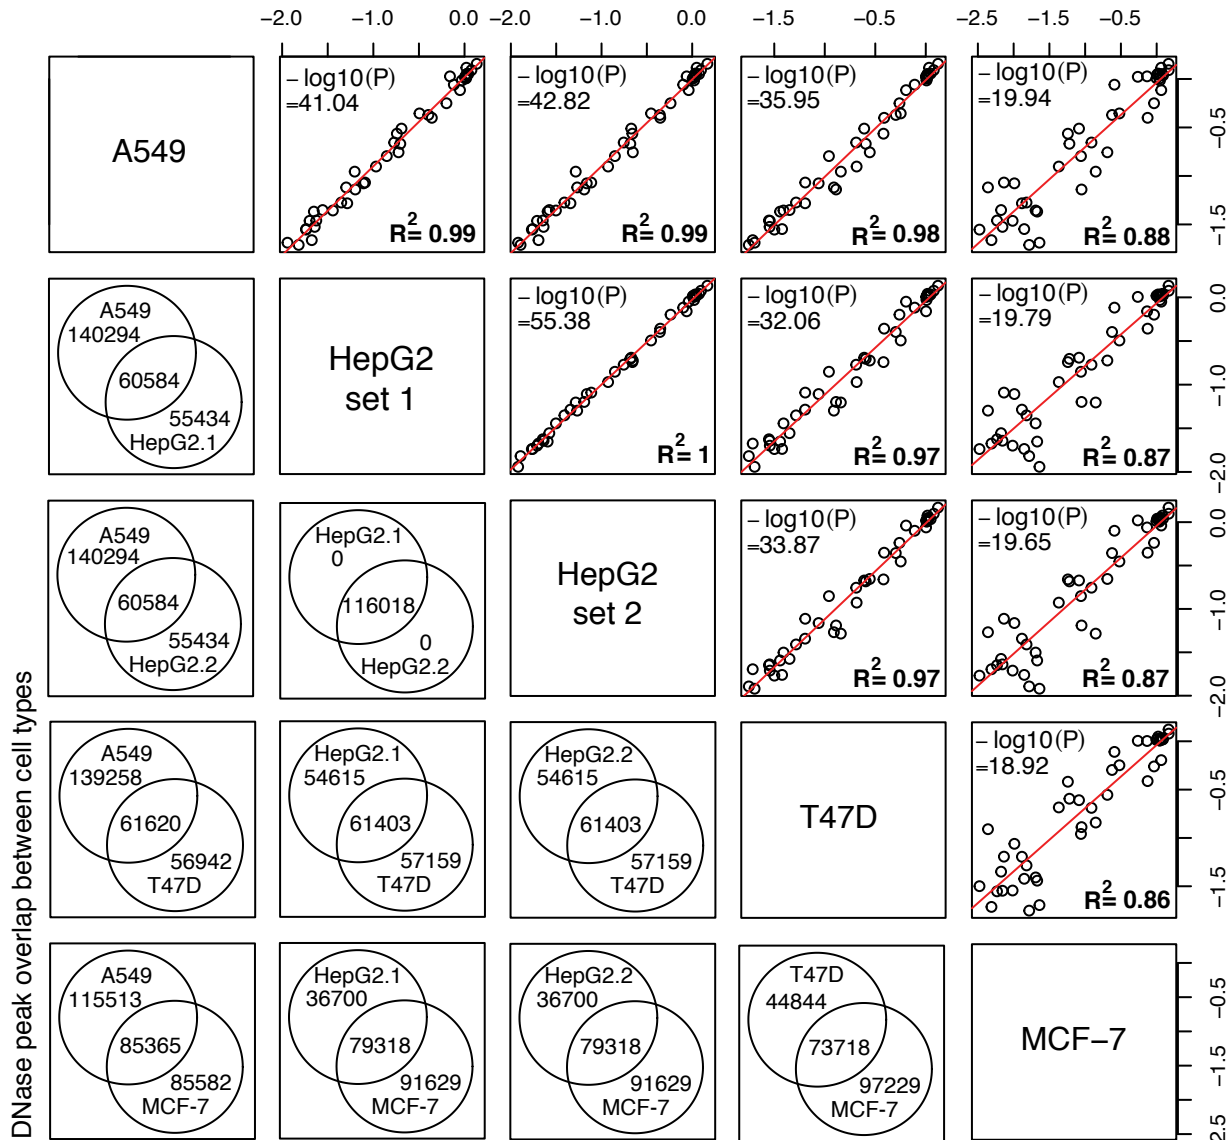 −2.0 −1.0 0.0 −2.0 −1.0 0.0 −1.5 −0.5 −2.5 −1.5 −0.5
A549
− log10(P)
=41.04
R2= 0.99
− log10(P)
=42.82
R2= 0.99
− log10(P)
=35.95
R2= 0.98
− log10(P)
=19.94
R2= 0.88
−0.5
−1.5
A549
140294
60584
55434
HepG2.1
HepG2
set 1
− log10(P)
=55.38
R2= 1
− log10(P)
=32.06
R2= 0.97
− log10(P)
=19.79
R2= 0.87
0.0
−1.0
−2.0
A549
140294
60584
55434
HepG2.2
HepG2.1
0
116018
0
HepG2.2
HepG2
set 2
− log10(P)
=33.87
R2= 0.97
− log10(P)
=19.65
R2= 0.87
0.0
−1.0
−2.0
A549
139258
61620
56942
T47D
HepG2.1
54615
61403
57159
T47D
HepG2.2
54615
61403
57159
T47D
T47D
− log10(P)
=18.92
R2= 0.86
−0.5
−1.5
A549
115513
85365
85582
MCF-7
HepG2.1
36700
79318
91629
MCF-7
HepG2.2
36700
79318
91629
MCF-7
T47D
44844
73718
97229
MCF-7
MCF−7
−0.5
−1.5
−2.5
DNase peak overlap between cell types